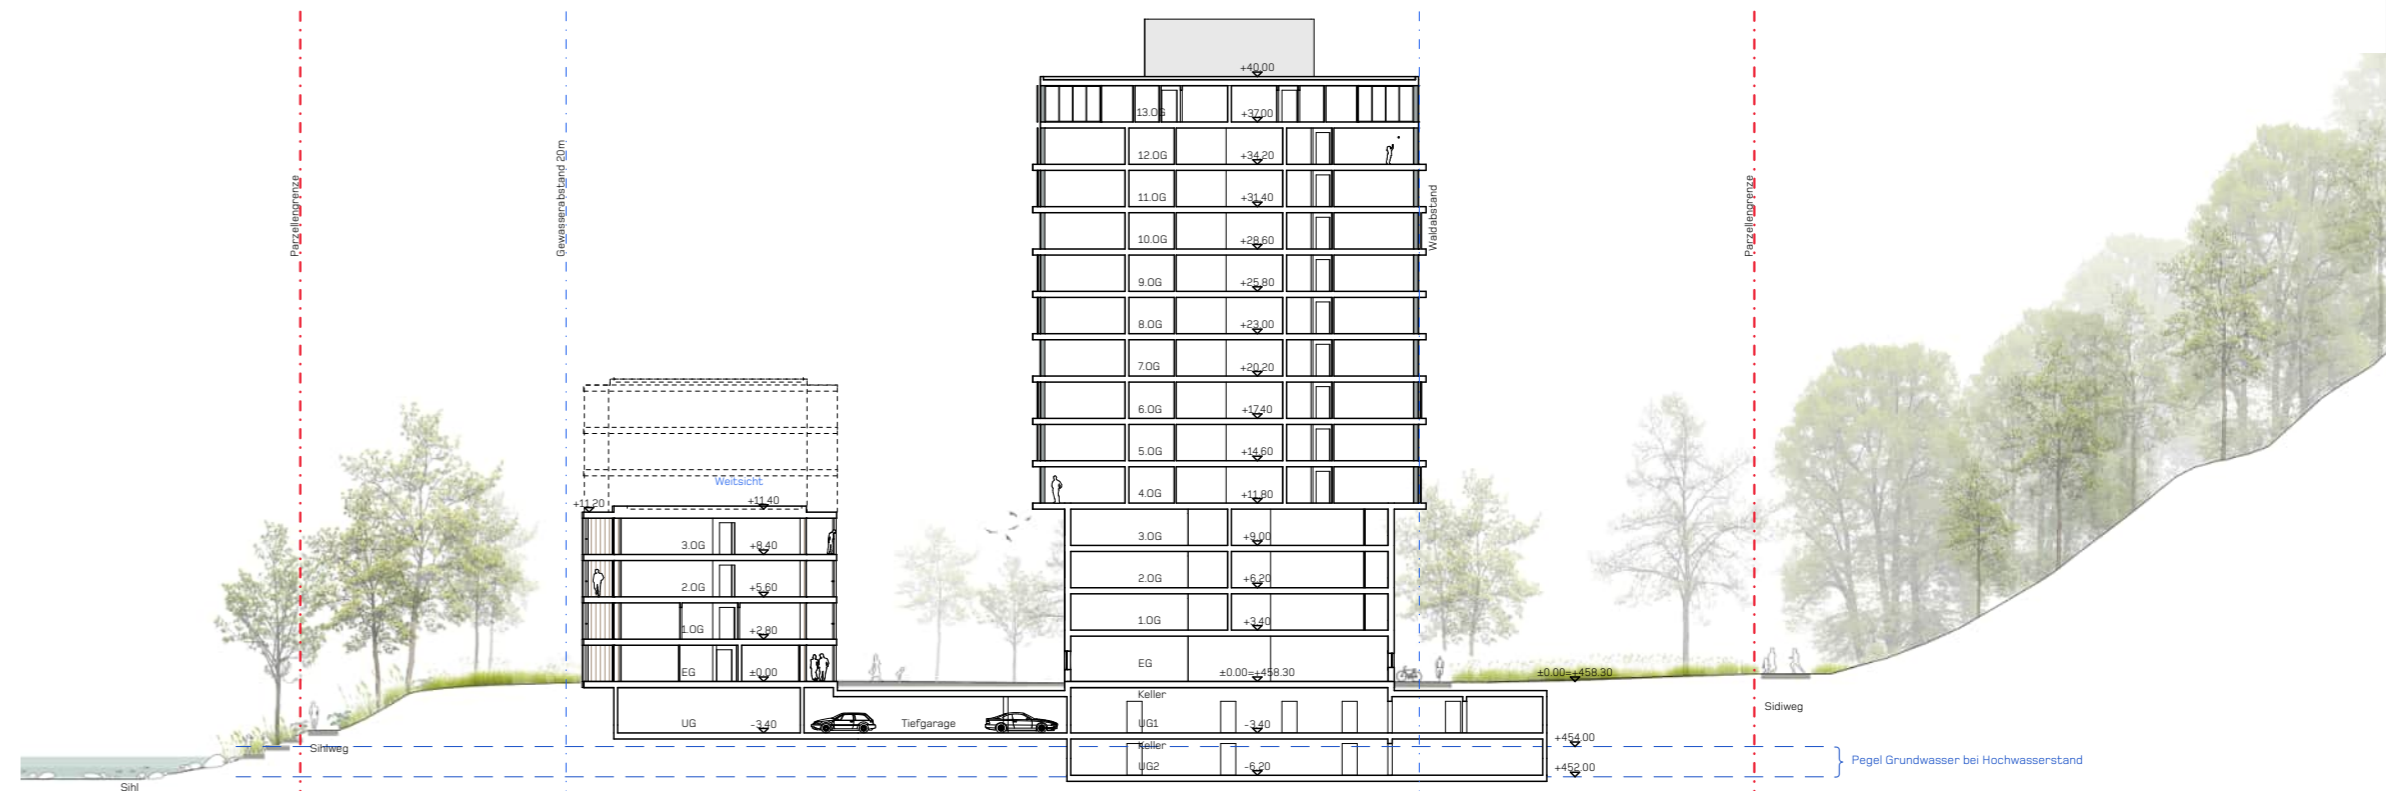 +40.00
13.OG
+37.00
12.OG
+34.20
11.OG
+31.40
10.OG
+28.60
9.OG
+25.80
8.OG
+23.00
7.OG
+20.20
6.OG
+17.40
5.OG
+14.60
4.OG
+11.80
3.OG
+9.00
2.OG
+6.20
1.OG
+3.40
EG
±0.00=+458.30
Keller
UG1
-3.40
Keller
UG2
-6.20
Parzellengrenze
Gewässerabstand 20m
Weitsicht
+11.20
+11.40
3.OG
+8.40
2.OG
+5.60
1.OG
+2.80
EG
±0.00
UG
-3.40
Tiefgarage
Waldabstand
Parzellengrenze
±0.00=+458.30
Sidiweg
+454.00
+452.00
Pegel Grundwasser bei Hochwasserstand
Sihlweg
Sihl